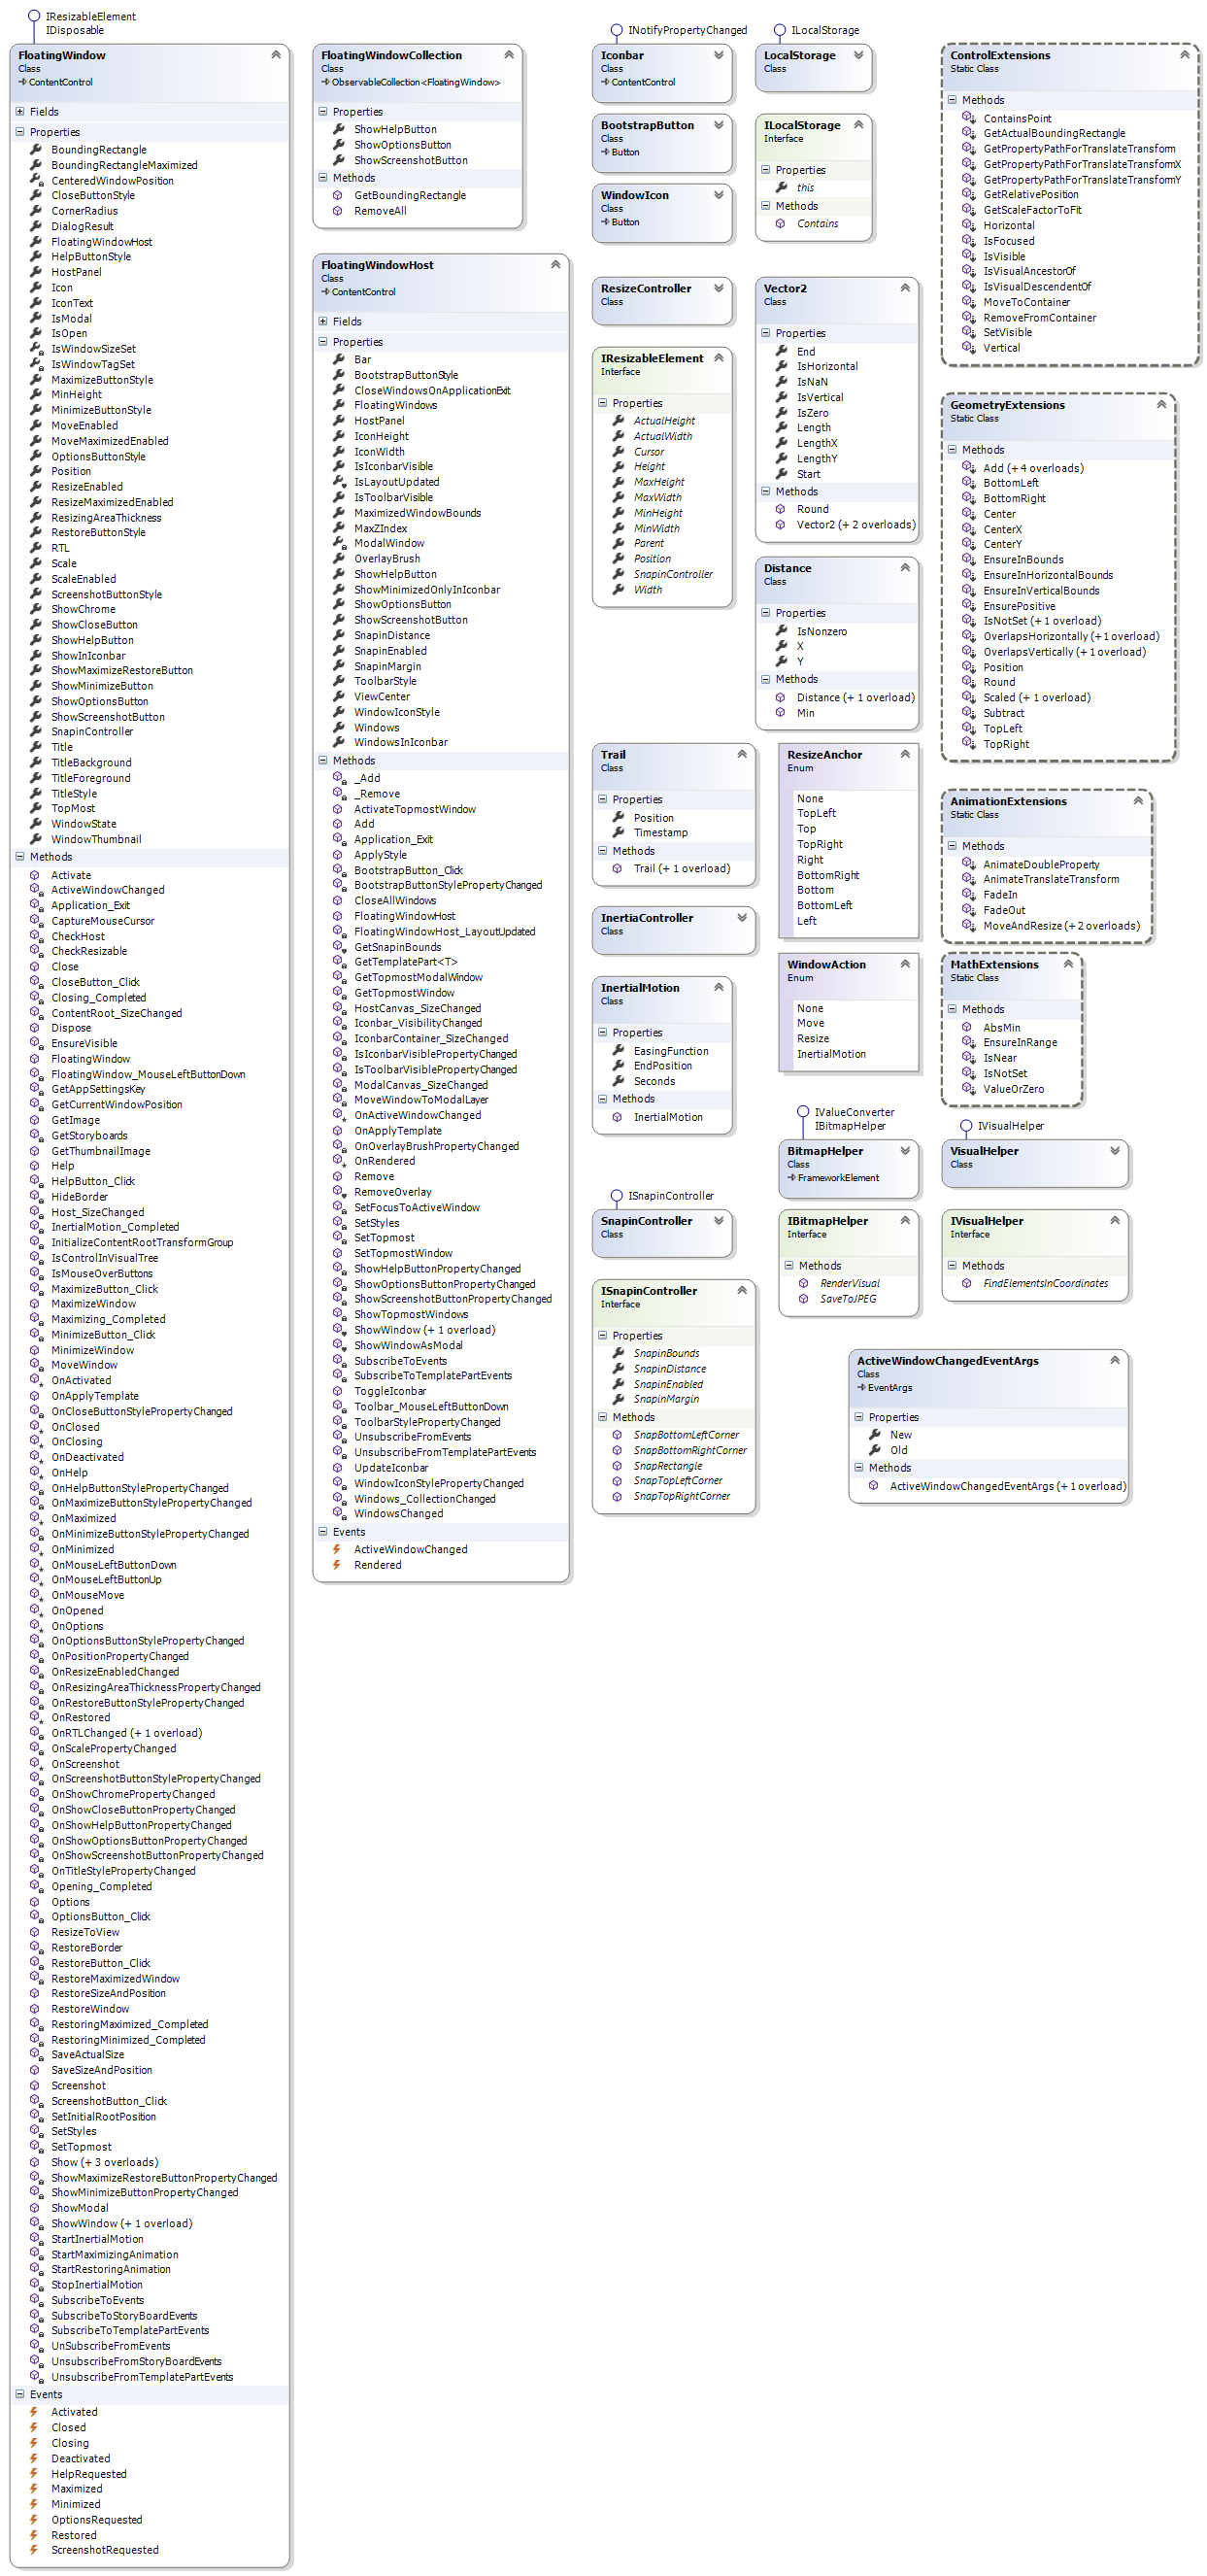 IResizableElement
IDisposable
FloatingWindow
Class
ContentControl
Fields
Properties
BoundingRectangle
BoundingRectangleMaximized
CenteredWindowPosition
CloseButtonStyle
CornerRadius
DialogResult
FloatingWindowHost
HelpButtonStyle
HostPanel
Icon
IconText
IsModal
IsOpen
IsWindowSizeSet
IsWindowTagSet
MaximizeButtonStyle
MinHeight
MinimizeButtonStyle
MoveEnabled
MoveMaximizedEnabled
OptionsButtonStyle
Position
ResizeEnabled
ResizeMaximizedEnabled
ResizingAreaThickness
RestoreButtonStyle
RTL
Scale
ScaleEnabled
ScreenshotButtonStyle
ShowChrome
ShowCloseButton
ShowHelpButton
ShowInIconbar
ShowMaximizeRestoreButton
ShowMinimizeButton
ShowOptionsButton
ShowScreenshotButton
SnapinController
Title
TitleBackground
TitleForeground
TitleStyle
TopMost
WindowState
WindowThumbnail
Methods
Activate
ActiveWindowChanged
Application_Exit
CaptureMouseCursor
CheckHost
CheckResizable
Close
CloseButton_Click
Closing_Completed
ContentRoot_SizeChanged
Dispose
EnsureVisible
FloatingWindow
FloatingWindow_MouseLeftButtonDown
GetAppSettingsKey
GetCurrentWindowPosition
GetImage
GetStoryboards
GetThumbnailImage
Help
HelpButton_Click
HideBorder
Host_SizeChanged
InertialMotion_Completed
InitializeContentRootTransformGroup
IsControlInVisualTree
IsMouseOverButtons
MaximizeButton_Click
MaximizeWindow
Maximizing_Completed
MinimizeButton_Click
MinimizeWindow
MoveWindow
OnActivated
OnApplyTemplate
OnCloseButtonStylePropertyChanged
OnClosed
OnClosing
OnDeactivated
OnHelp
OnHelpButtonStylePropertyChanged
OnMaximizeButtonStylePropertyChanged
OnMaximized
OnMinimizeButtonStylePropertyChanged
OnMinimized
OnMouseLeftButtonDown
OnMouseLeftButtonUp
OnMouseMove
OnOpened
OnOptions
OnOptionsButtonStylePropertyChanged
OnPositionPropertyChanged
OnResizeEnabledChanged
OnResizingAreaThicknessPropertyChanged
OnRestoreButtonStylePropertyChanged
OnRestored
OnRTLChanged (+ 1 overload)
OnScalePropertyChanged
OnScreenshot
OnScreenshotButtonStylePropertyChanged
OnShowChromePropertyChanged
OnShowCloseButtonPropertyChanged
OnShowHelpButtonPropertyChanged
OnShowOptionsButtonPropertyChanged
OnShowScreenshotButtonPropertyChanged
OnTitleStylePropertyChanged
Opening_Completed
Options
OptionsButton_Click
ResizeToView
RestoreBorder
RestoreButton_Click
RestoreMaximizedWindow
RestoreSizeAndPosition
RestoreWindow
RestoringMaximized_Completed
RestoringMinimized_Completed
SaveActualSize
SaveSizeAndPosition
Screenshot
ScreenshotButton_Click
SetInitialRootPosition
SetStyles
SetTopmost
Show (+ 3 overloads)
ShowMaximizeRestoreButtonPropertyChanged
ShowMinimizeButtonPropertyChanged
ShowModal
ShowWindow (+ 1 overload)
StartInertialMotion
StartMaximizingAnimation
StartRestoringAnimation
StopInertialMotion
SubscribeToEvents
SubscribeToStoryBoardEvents
SubscribeToTemplatePartEvents
UnSubscribeFromEvents
UnsubscribeFromStoryBoardEvents
UnsubscribeFromTemplatePartEvents
Events
Activated
Closed
Closing
Deactivated
HelpRequested
Maximized
Minimized
OptionsRequested
Restored
ScreenshotRequested
FloatingWindowCollection
Class
ObservableCollection<FloatingWindow>
Properties
ShowHelpButton
ShowOptionsButton
ShowScreenshotButton
Methods
GetBoundingRectangle
RemoveAll
FloatingWindowHost
Class
ContentControl
Fields
Properties
Bar
BootstrapButtonStyle
CloseWindowsOnApplicationExit
FloatingWindows
HostPanel
IconHeight
IconWidth
IsIconbarVisible
IsLayoutUpdated
IsToolbarVisible
MaximizedWindowBounds
MaxZIndex
ModalWindow
OverlayBrush
ShowHelpButton
ShowMinimizedOnlyInIconbar
ShowOptionsButton
ShowScreenshotButton
SnapinDistance
SnapinEnabled
SnapinMargin
ToolbarStyle
ViewCenter
WindowIconStyle
Windows
WindowsInIconbar
Methods
_Add
_Remove
ActivateTopmostWindow
Add
Application_Exit
ApplyStyle
BootstrapButton_Click
BootstrapButtonStylePropertyChanged
CloseAllWindows
FloatingWindowHost
FloatingWindowHost_LayoutUpdated
GetSnapinBounds
GetTemplatePart<T>
GetTopmostModalWindow
GetTopmostWindow
HostCanvas_SizeChanged
Iconbar_VisibilityChanged
IconbarContainer_SizeChanged
IsIconbarVisiblePropertyChanged
IsToolbarVisiblePropertyChanged
ModalCanvas_SizeChanged
MoveWindowToModalLayer
OnActiveWindowChanged
OnApplyTemplate
OnOverlayBrushPropertyChanged
OnRendered
Remove
RemoveOverlay
SetFocusToActiveWindow
SetStyles
SetTopmost
SetTopmostWindow
ShowHelpButtonPropertyChanged
ShowOptionsButtonPropertyChanged
ShowScreenshotButtonPropertyChanged
ShowTopmostWindows
ShowWindow (+ 1 overload)
ShowWindowAsModal
SubscribeToEvents
SubscribeToTemplatePartEvents
ToggleIconbar
Toolbar_MouseLeftButtonDown
ToolbarStylePropertyChanged
UnsubscribeFromEvents
UnsubscribeFromTemplatePartEvents
UpdateIconbar
WindowIconStylePropertyChanged
Windows_CollectionChanged
WindowsChanged
Events
ActiveWindowChanged
Rendered
INotifyPropertyChanged
Iconbar
Class
ContentControl
BootstrapButton
Class
Button
WindowIcon
Class
Button
ResizeController
Class
IResizableElement
Interface
Properties
ActualHeight
ActualWidth
Cursor
Height
MaxHeight
MaxWidth
MinHeight
MinWidth
Parent
Position
SnapinController
Width
Trail
Class
Properties
Position
Timestamp
Methods
Trail (+ 1 overload)
InertiaController
Class
InertialMotion
Class
Properties
EasingFunction
EndPosition
Seconds
Methods
InertialMotion
ISnapinController
SnapinController
Class
ISnapinController
Interface
Properties
SnapinBounds
SnapinDistance
SnapinEnabled
SnapinMargin
Methods
SnapBottomLeftCorner
SnapBottomRightCorner
SnapRectangle
SnapTopLeftCorner
SnapTopRightCorner
ILocalStorage
LocalStorage
Class
ILocalStorage
Interface
Properties
this
Methods
Contains
Vector2
Class
Properties
End
IsHorizontal
IsNaN
IsVertical
IsZero
Length
LengthX
LengthY
Start
Methods
Round
Vector2 (+ 2 overloads)
Distance
Class
Properties
IsNonzero
X
Y
Methods
Distance (+ 1 overload)
Min
ResizeAnchor
Enum
None
TopLeft
Top
TopRight
Right
BottomRight
Bottom
BottomLeft
Left
WindowAction
Enum
None
Move
Resize
InertialMotion
IValueConverter
IBitmapHelper
BitmapHelper
Class
FrameworkElement
IBitmapHelper
Interface
Methods
RenderVisual
SaveToJPEG
ControlExtensions
Static Class
Methods
ContainsPoint
GetActualBoundingRectangle
GetPropertyPathForTranslateTransform
GetPropertyPathForTranslateTransformX
GetPropertyPathForTranslateTransformY
GetRelativePosition
GetScaleFactorToFit
Horizontal
IsFocused
IsVisible
IsVisualAncestorOf
IsVisualDescendentOf
MoveToContainer
RemoveFromContainer
SetVisible
Vertical
GeometryExtensions
Static Class
Methods
Add (+ 4 overloads)
BottomLeft
BottomRight
Center
CenterX
CenterY
EnsureInBounds
EnsureInHorizontalBounds
EnsureInVerticalBounds
EnsurePositive
IsNotSet (+ 1 overload)
OverlapsHorizontally (+ 1 overload)
OverlapsVertically (+ 1 overload)
Position
Round
Scaled (+ 1 overload)
Subtract
TopLeft
TopRight
AnimationExtensions
Static Class
Methods
AnimateDoubleProperty
AnimateTranslateTransform
FadeIn
FadeOut
MoveAndResize (+ 2 overloads)
MathExtensions
Static Class
Methods
AbsMin
EnsureInRange
IsNear
IsNotSet
ValueOrZero
IVisualHelper
VisualHelper
Class
IVisualHelper
Interface
Methods
FindElementsInCoordinates
ActiveWindowChangedEventArgs
Class
EventArgs
Properties
New
Old
Methods
ActiveWindowChangedEventArgs (+ 1 overload)